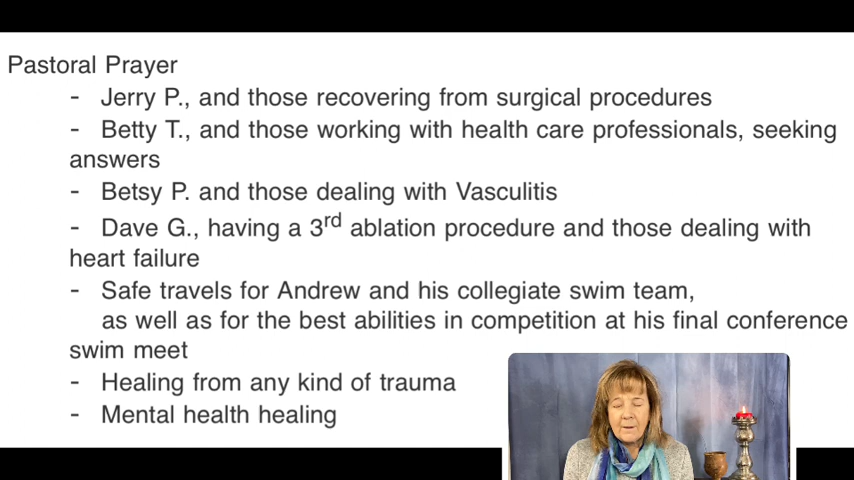 Pastoral Prayer
- Jerry P., and those recovering from surgical procedures
- Betty T., and those working with health care professionals, seeking
answers
- Betsy P. and those dealing with Vasculitis
- Dave G., having a 3rd ablation procedure and those dealing with
heart failure
- Safe travels for Andrew and his collegiate swim team,
as well as for the best abilities in competition at his final conference
swim meet
- Healing from any kind of trauma
- Mental health healing